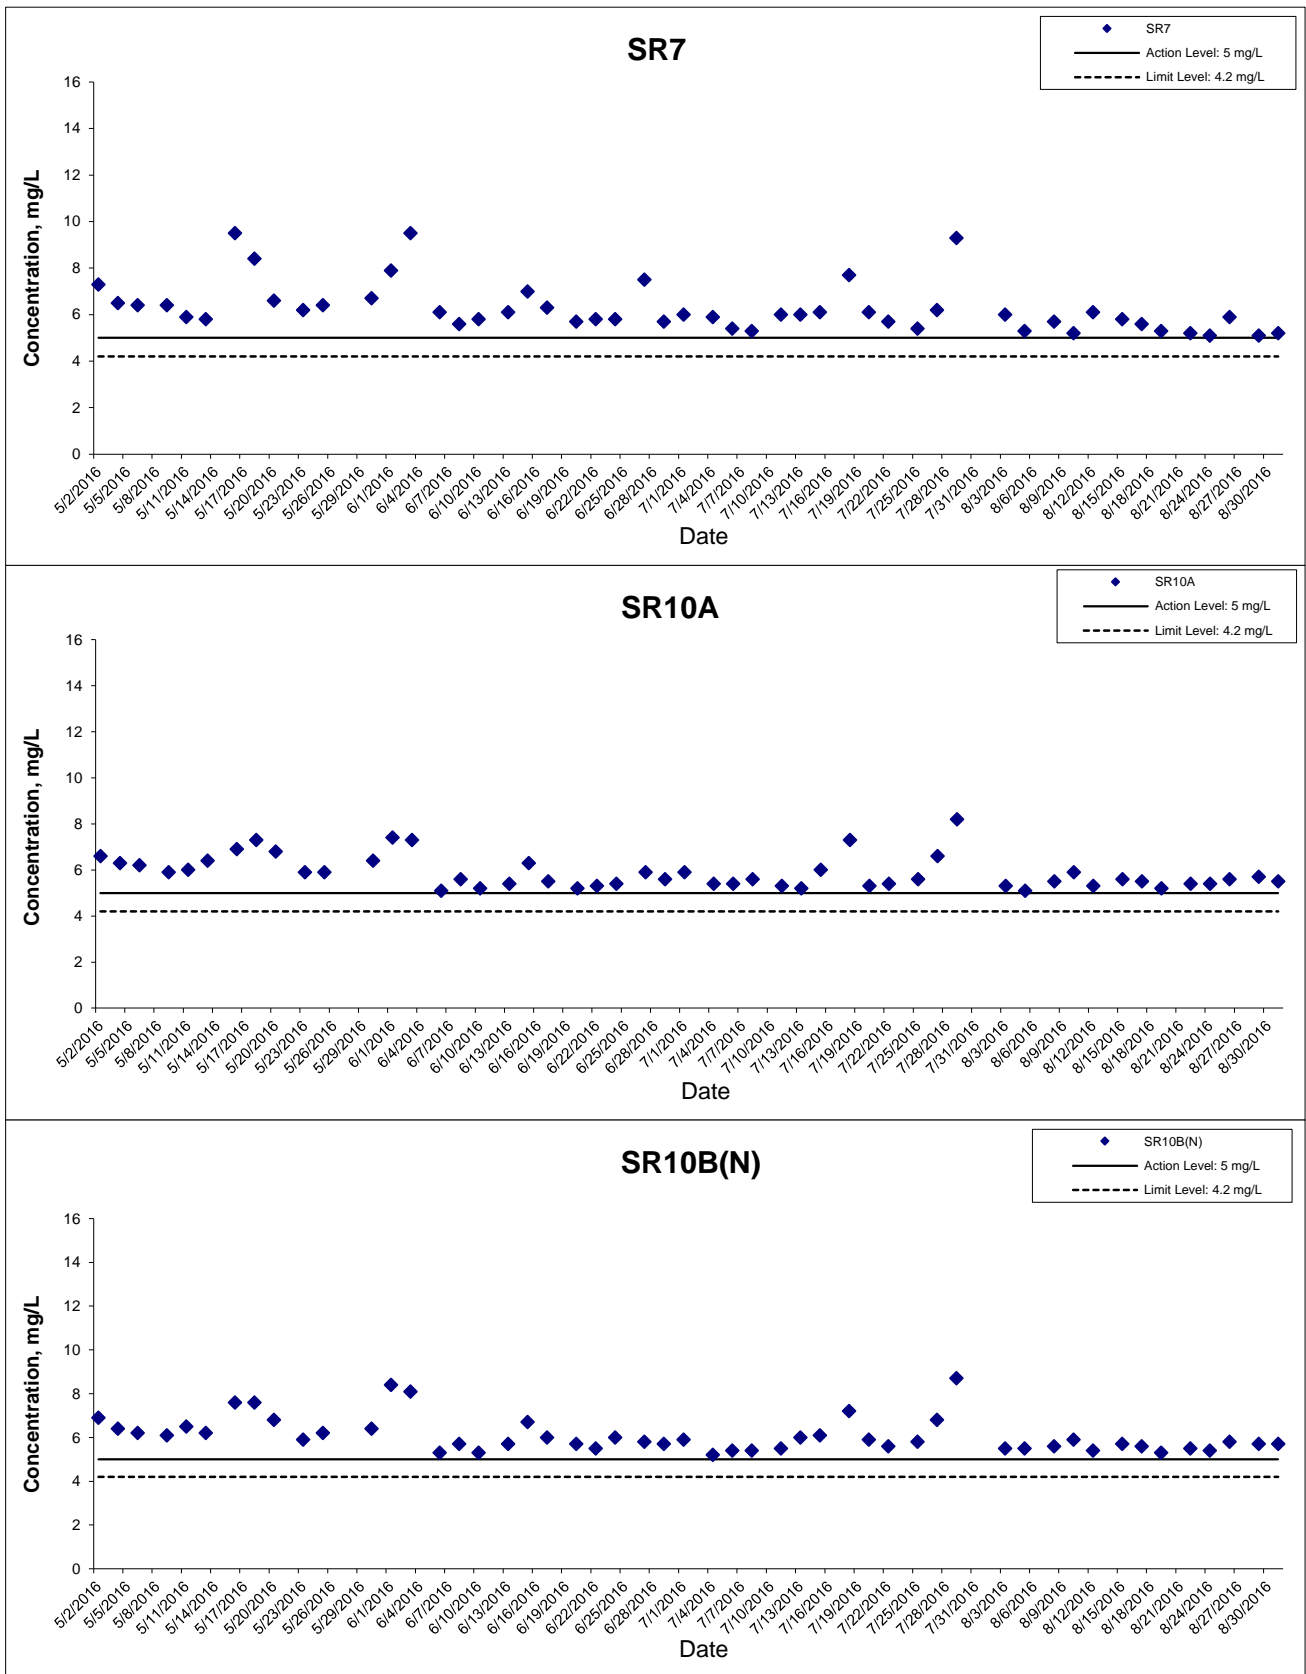 SR7
SR7
Action Level: 5 mg/L
Limit Level: 4.2 mg/L
Concentration, mg/L
16
14
12
10
8
6
4
2
0
5/2/2016 5/5/2016 5/8/2016 5/11/2016 5/14/2016 5/17/2016 5/20/2016 5/23/2016 5/26/2016 5/29/2016 6/1/2016 6/4/2016 6/7/2016 6/10/2016 6/13/2016 6/16/2016 6/19/2016 6/22/2016 6/25/2016 6/28/2016 7/1/2016 7/4/2016 7/7/2016 7/10/2016 7/13/2016 7/16/2016 7/19/2016 7/22/2016 7/25/2016 7/28/2016 7/31/2016 8/3/2016 8/6/2016 8/9/2016 8/12/2016 8/15/2016 8/18/2016 8/21/2016 8/24/2016 8/27/2016 8/30/2016
Date
SR10A
SR10A
Action Level: 5 mg/L
Limit Level: 4.2 mg/L
Concentration, mg/L
16
14
12
10
8
6
4
2
0
5/2/2016 5/5/2016 5/8/2016 5/11/2016 5/14/2016 5/17/2016 5/20/2016 5/23/2016 5/26/2016 5/29/2016 6/1/2016 6/4/2016 6/7/2016 6/10/2016 6/13/2016 6/16/2016 6/19/2016 6/22/2016 6/25/2016 6/28/2016 7/1/2016 7/4/2016 7/7/2016 7/10/2016 7/13/2016 7/16/2016 7/19/2016 7/22/2016 7/25/2016 7/28/2016 7/31/2016 8/3/2016 8/6/2016 8/9/2016 8/12/2016 8/15/2016 8/18/2016 8/21/2016 8/24/2016 8/27/2016 8/30/2016
Date
SR10B(N)
SR10B(N)
Action Level: 5 mg/L
Limit Level: 4.2 mg/L
Concentration, mg/L
16
14
12
10
8
6
4
2
0
5/2/2016 5/5/2016 5/8/2016 5/11/2016 5/14/2016 5/17/2016 5/20/2016 5/23/2016 5/26/2016 5/29/2016 6/1/2016 6/4/2016 6/7/2016 6/10/2016 6/13/2016 6/16/2016 6/19/2016 6/22/2016 6/25/2016 6/28/2016 7/1/2016 7/4/2016 7/7/2016 7/10/2016 7/13/2016 7/16/2016 7/19/2016 7/22/2016 7/25/2016 7/28/2016 7/31/2016 8/3/2016 8/6/2016 8/9/2016 8/12/2016 8/15/2016 8/18/2016 8/21/2016 8/24/2016 8/27/2016 8/30/2016
Date